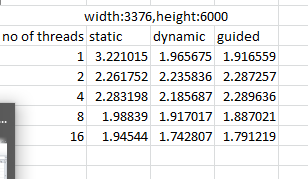 width:3376,height:6000
no of threads static dynamic guided
1 3.221015 1.965675 1.916559
2 2.261752 2.235836 2.287257
4 2.283198 2.185687 2.289636
8 1.98839 1.917017 1.887021
16 1.94544 1.742807 1.791219
...